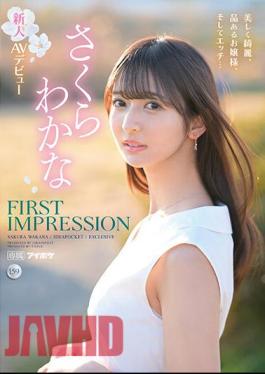 新人
AVデビュー
さくら
わかな
美しく綺麗、
品あるお嬢様、
そしてエッチ…
FIRST
IMPRESSION
SAKURA WAKANA / IDEAPOCKET / EXCLUSIVE
159
専属
アイポケ
JAVHD